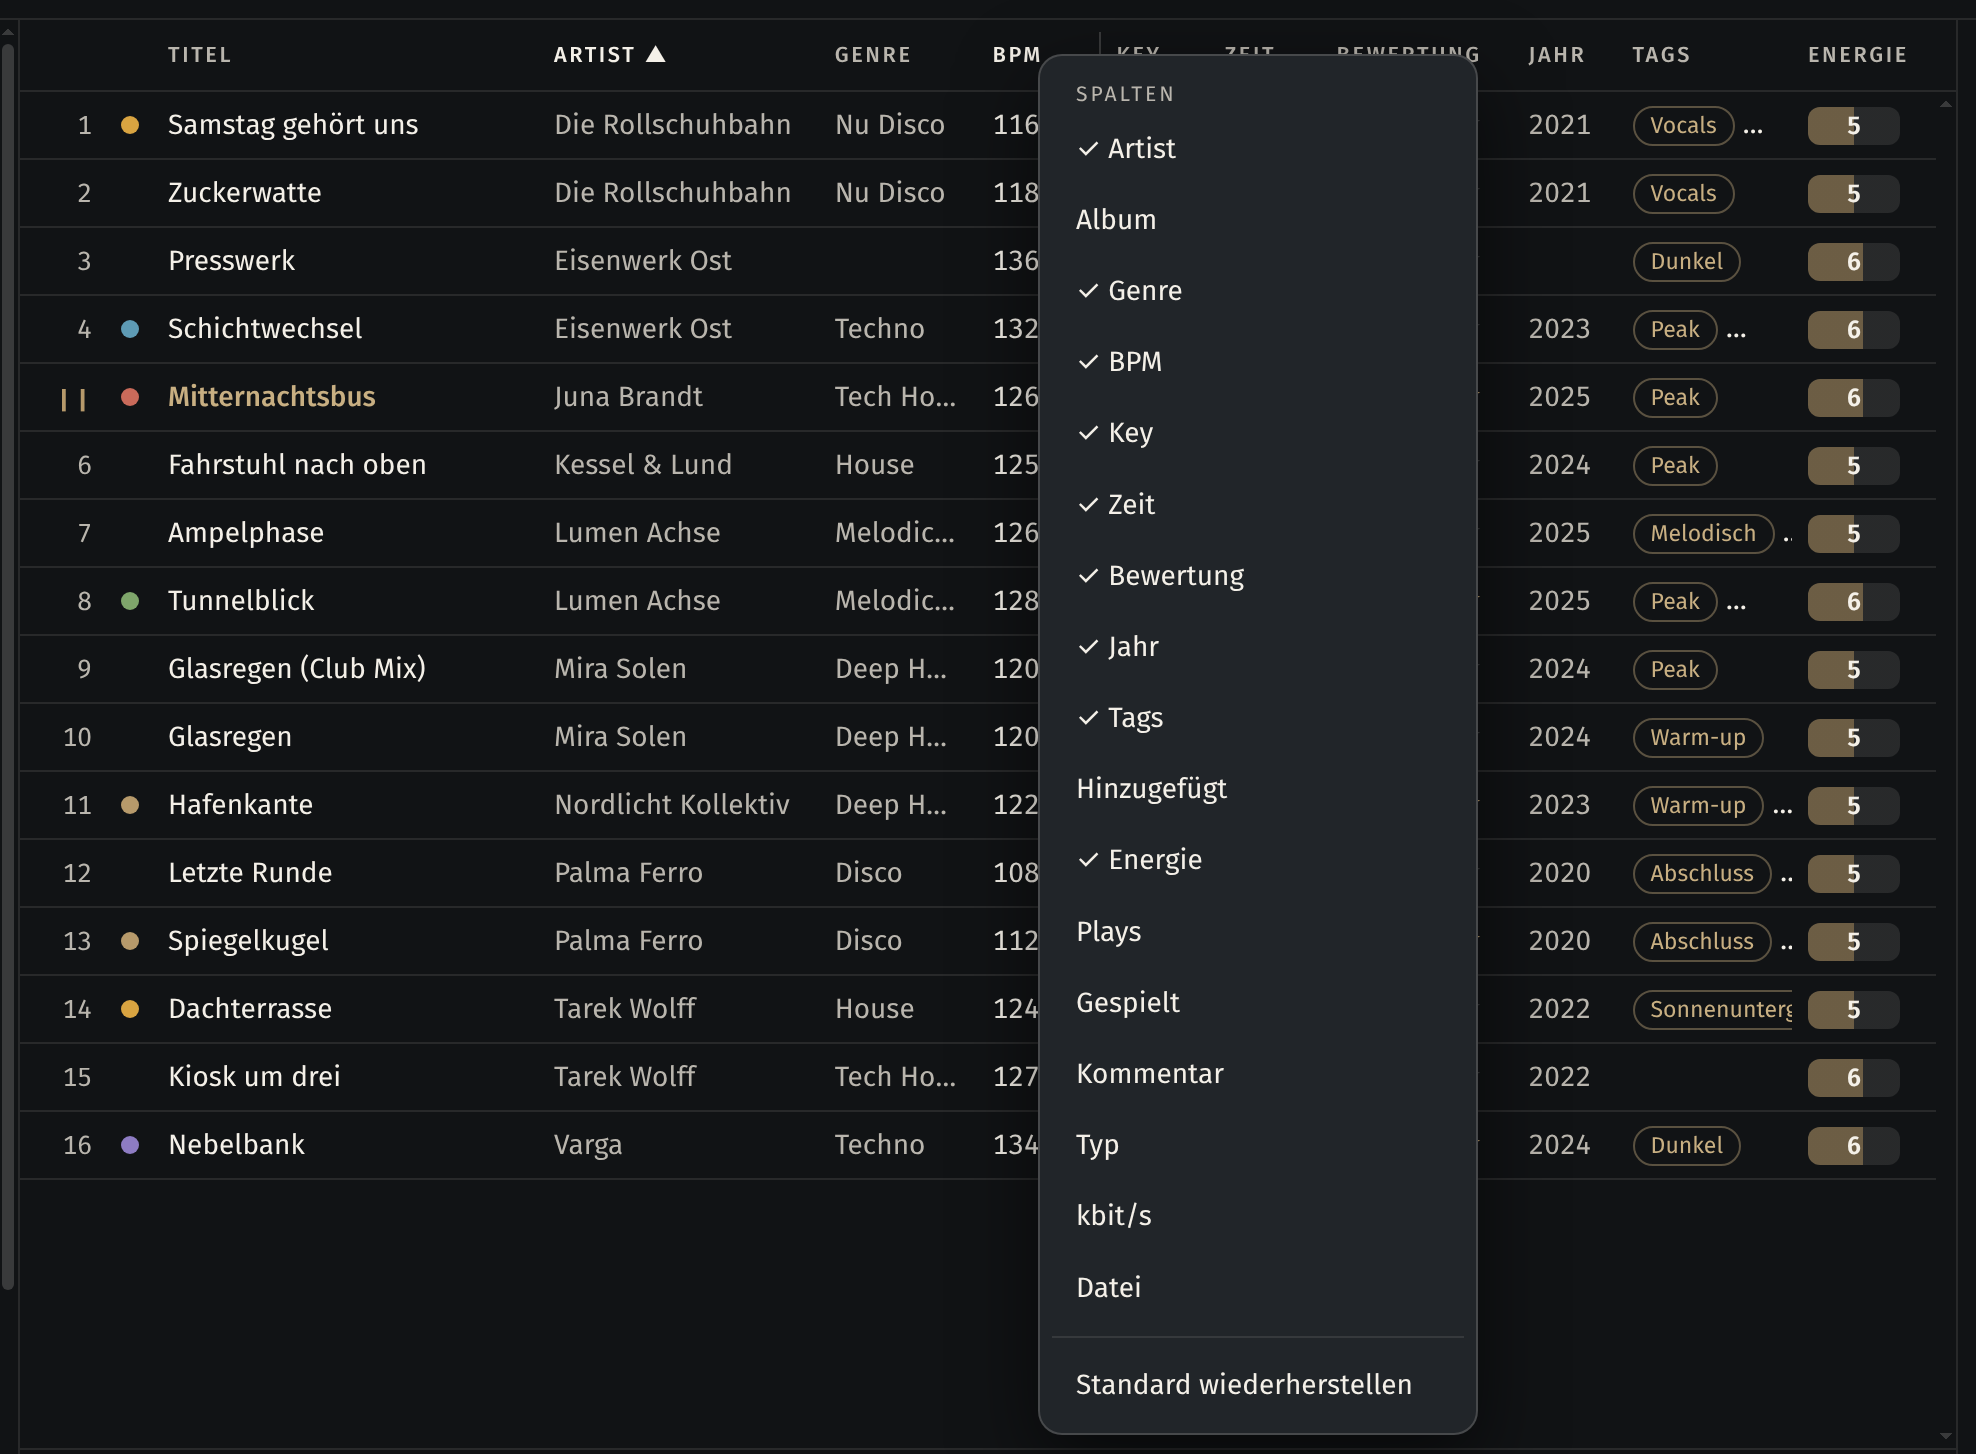 TITEL ARTIST ▲ GENRE BPM KEY ZEIT BEWERTUNG JAHR TAGS ENERGIE
1 Samstag gehört uns Die Rollschuhbahn Nu Disco 116 2021 Vocals ... 5
2 Zuckerwatte Die Rollschuhbahn Nu Disco 118 2021 Vocals 5
3 Presswerk Eisenwerk Ost 136 Dunkel 6
4 Schichtwechsel Eisenwerk Ost Techno 132 2023 Peak ... 6
Mitternachtsbus Juna Brandt Tech Ho... 126 2025 Peak 6
6 Fahrstuhl nach oben Kessel & Lund House 125 2024 Peak 5
7 Ampelphase Lumen Achse Melodic... 126 2025 Melodisch .. 5
8 Tunnelblick Lumen Achse Melodic... 128 2025 Peak ... 6
9 Glasregen (Club Mix) Mira Solen Deep H... 120 2024 Peak 5
10 Glasregen Mira Solen Deep H... 120 2024 Warm-up 5
11 Hafenkante Nordlicht Kollektiv Deep H... 122 2023 Warm-up ... 5
12 Letzte Runde Palma Ferro Disco 108 2020 Abschluss .. 5
13 Spiegelkugel Palma Ferro Disco 112 2020 Abschluss .. 5
14 Dachterrasse Tarek Wolff House 124 2022 Sonnenunterg 5
15 Kiosk um drei Tarek Wolff Tech Ho... 127 2022 6
16 Nebelbank Varga Techno 134 2024 Dunkel 6
SPALTEN
✓ Artist
Album
✓ Genre
✓ BPM
✓ Key
✓ Zeit
✓ Bewertung
✓ Jahr
✓ Tags
Hinzugefügt
✓ Energie
Plays
Gespielt
Kommentar
Typ
kbit/s
Datei
Standard wiederherstellen